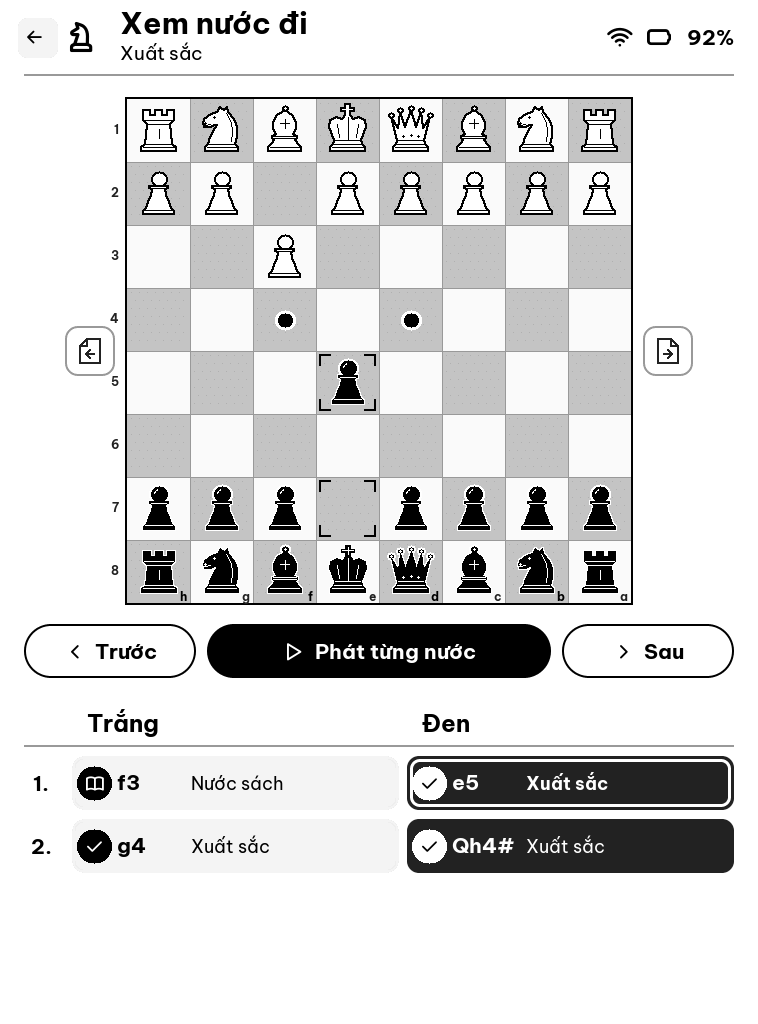 Xem nước đi
Xuất sắc
92%
1
2
3
4
5
6
7
8
h g f e d c b a
Trước
Phát từng nước
Sau
Trắng Đen
1. f3 Nước sách e5 Xuất sắc
2. g4 Xuất sắc Qh4# Xuất sắc